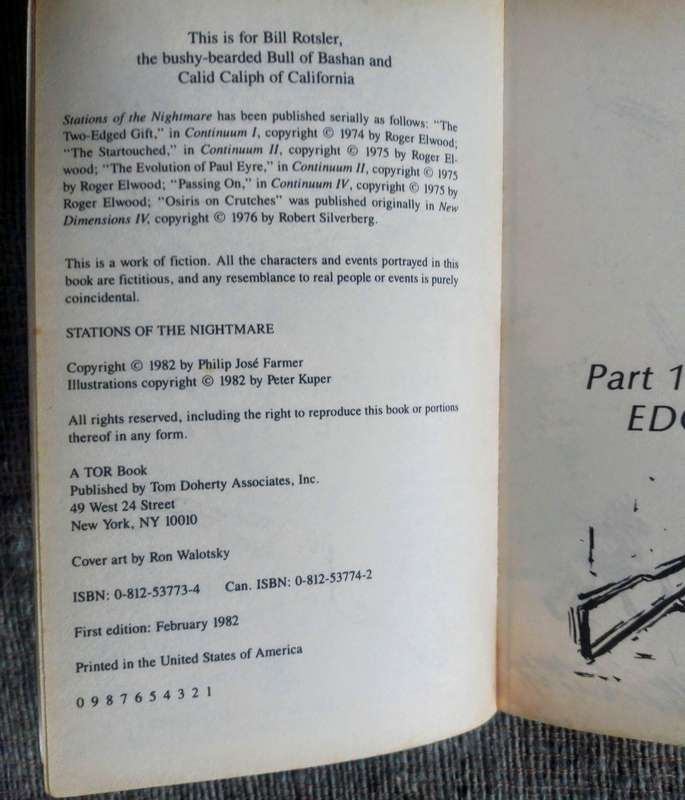 This is for Bill Rotsler,
the bushy-bearded Bull of Bashan and
Calid Caliph of California
Stations of the Nightmare has been published serially as follows: "The
Two-Edged Gift," in Continuum I, copyright © 1974 by Roger Elwood;
"The Startouched," in Continuum II, copyright © 1975 by Roger El-
wood; "The Evolution of Paul Eyre," in Continuum II, copyright © 1975
by Roger Elwood; "Passing On," in Continuum IV, copyright © 1975 by
Roger Elwood; "Osiris on Crutches" was published originally in New
Dimensions IV, copyright © 1976 by Robert Silverberg.
This is a work of fiction. All the characters and events portrayed in this
book are fictitious, and any resemblance to real people or events is purely
coincidental.
STATIONS OF THE NIGHTMARE
Copyright © 1982 by Philip José Farmer
Illustrations copyright © 1982 by Peter Kuper
All rights reserved, including the right to reproduce this book or portions
thereof in any form.
A TOR Book
Published by Tom Doherty Associates, Inc.
49 West 24 Street
New York, NY 10010
Cover art by Ron Walotsky
ISBN: 0-812-53773-4 Can. ISBN: 0-812-53774-2
First edition: February 1982
Printed in the United States of America
0 9 8 7 6 5 4 3 2 1
Part 1